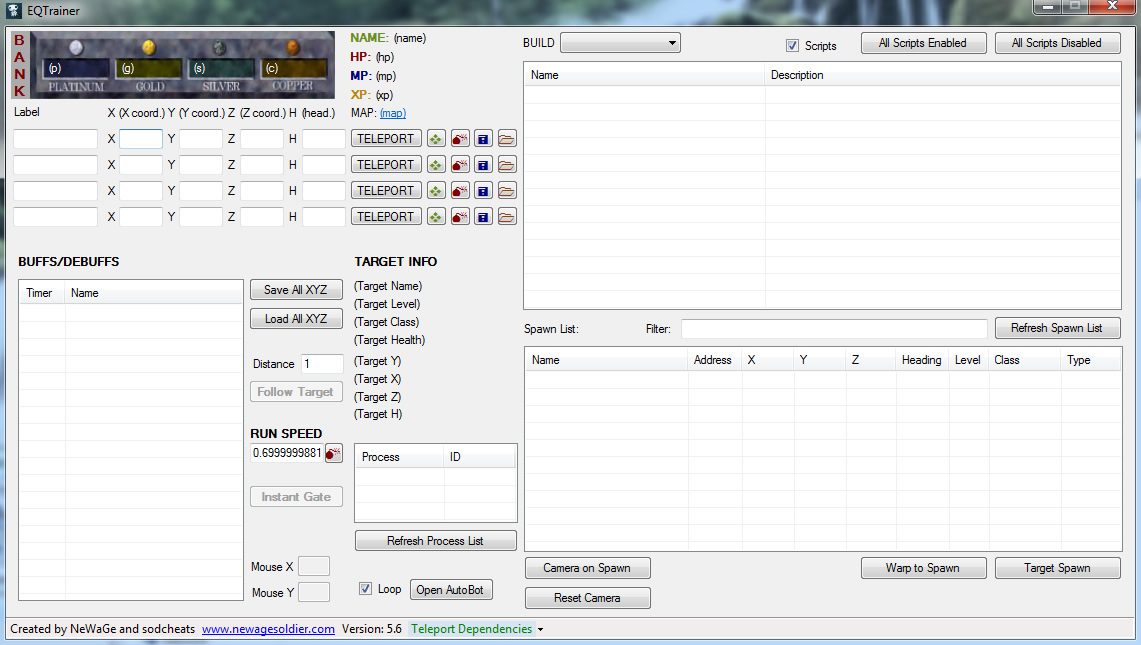 EQTrainer
BANK
(p) (g) (s) (c)
PLATINUM GOLD SILVER COPPER
NAME: (name)
HP: (hp)
MP: (mp)
XP: (xp)
MAP: (map)
BUILD
Scripts
All Scripts Enabled
All Scripts Disabled
Name Description
Label X (X coord.) Y (Y coord.) Z (Z coord.) H (head.)
X Y Z H TELEPORT
X Y Z H TELEPORT
X Y Z H TELEPORT
X Y Z H TELEPORT
BUFFS/DEBUFFS
Timer Name
Save All XYZ
Load All XYZ
Distance 1
Follow Target
RUN SPEED
0.6999999881
Instant Gate
Mouse X
Mouse Y
TARGET INFO
(Target Name)
(Target Level)
(Target Class)
(Target Health)
(Target Y)
(Target X)
(Target Z)
(Target H)
Process ID
Refresh Process List
Loop
Open AutoBot
Spawn List: Filter:
Refresh Spawn List
Name Address X Y Z Heading Level Class Type
Camera on Spawn
Warp to Spawn
Target Spawn
Reset Camera
Created by NeWaGe and sodcheats www.newagesoldier.com Version: 5.6 Teleport Dependencies